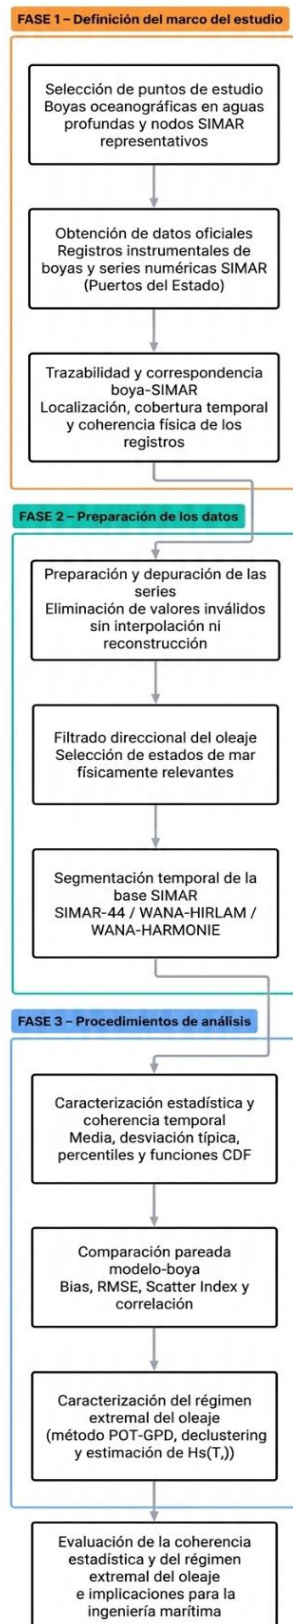 FASE 1 – Definición del marco del estudio
Selección de puntos de estudio
Boyas oceanográficas en aguas
profundas y nodos SIMAR
representativos
Obtención de datos oficiales
Registros instrumentales de
boyas y series numéricas SIMAR
(Puertos del Estado)
Trazabilidad y correspondencia
boya-SIMAR
Localización, cobertura temporal
y coherencia física de los
registros
FASE 2 – Preparación de los datos
Preparación y depuración de las
series
Eliminación de valores inválidos
sin interpolación ni
reconstrucción
Filtrado direccional del oleaje
Selección de estados de mar
físicamente relevantes
Segmentación temporal de la
base SIMAR
SIMAR-44 / WANA-HIRLAM /
WANA-HARMONIE
FASE 3 – Procedimientos de análisis
Caracterización estadística y
coherencia temporal
Media, desviación típica,
percentiles y funciones CDF
Comparación pareada
modelo-boya
Bias, RMSE, Scatter Index y
correlación
Caracterización del régimen
extremal del oleaje
(método POT-GPD, declustering
y estimación de Hs(T,))
Evaluación de la coherencia
estadística y del régimen
extremal del oleaje
e implicaciones para la
ingeniería marítima